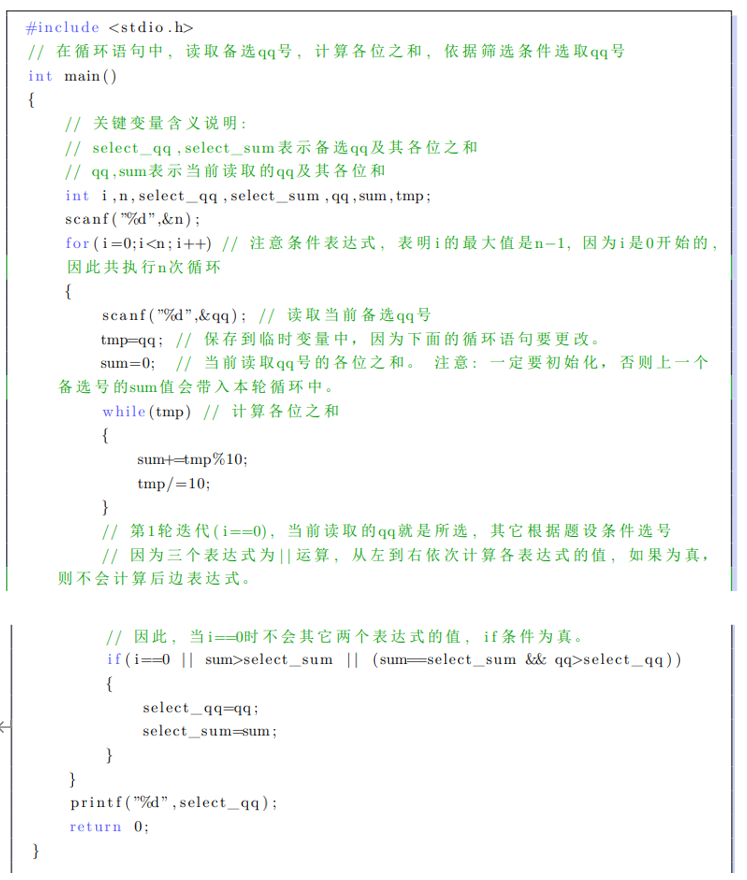 #include <stdio.h>
// 在循环语句中, 读取备选qq号, 计算各位之和, 依据筛选条件选取qq号
int main()
{
// 关键变量含义说明:
// select_qq,select_sum表示备选qq及其各位之和
// qq,sum表示当前读取的qq及其各位和
int i,n,select_qq,select_sum,qq,sum,tmp;
scanf("%d",&n);
for(i=0;i<n;i++) // 注意条件表达式, 表明i的最大值是n-1, 因为i是0开始的,
因此共执行n次循环
{
scanf("%d",&qq); // 读取当前备选qq号
tmp=qq; // 保存到临时变量中，因为下面的循环语句要更改。
sum=0; // 当前读取qq号的各位之和。 注意: 一定要初始化，否则上一个
备选号的sum值会带入本轮循环中。
while(tmp) // 计算各位之和
{
sum+=tmp%10;
tmp/=10;
}
// 第1轮迭代(i==0), 当前读取的qq就是所选, 其它根据题设条件选号
// 因为三个表达式为||运算, 从左到右依次计算各表达式的值, 如果为真,
则不会计算后边表达式。
// 因此, 当i==0时不会其它两个表达式的值, if条件为真。
if(i==0 || sum>select_sum || (sum==select_sum && qq>select_qq))
{
select_qq=qq;
select_sum=sum;
}
}
printf("%d",select_qq);
return 0;
}